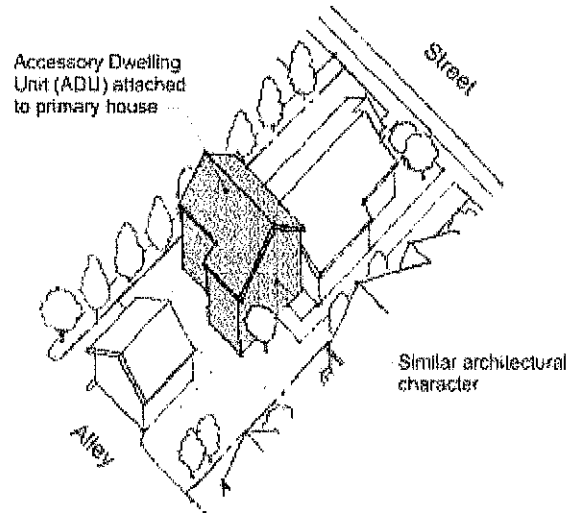 Accessory Dwelling
Unit (ADU) attached
to primary house
Street
Similar architectural
character
Alley